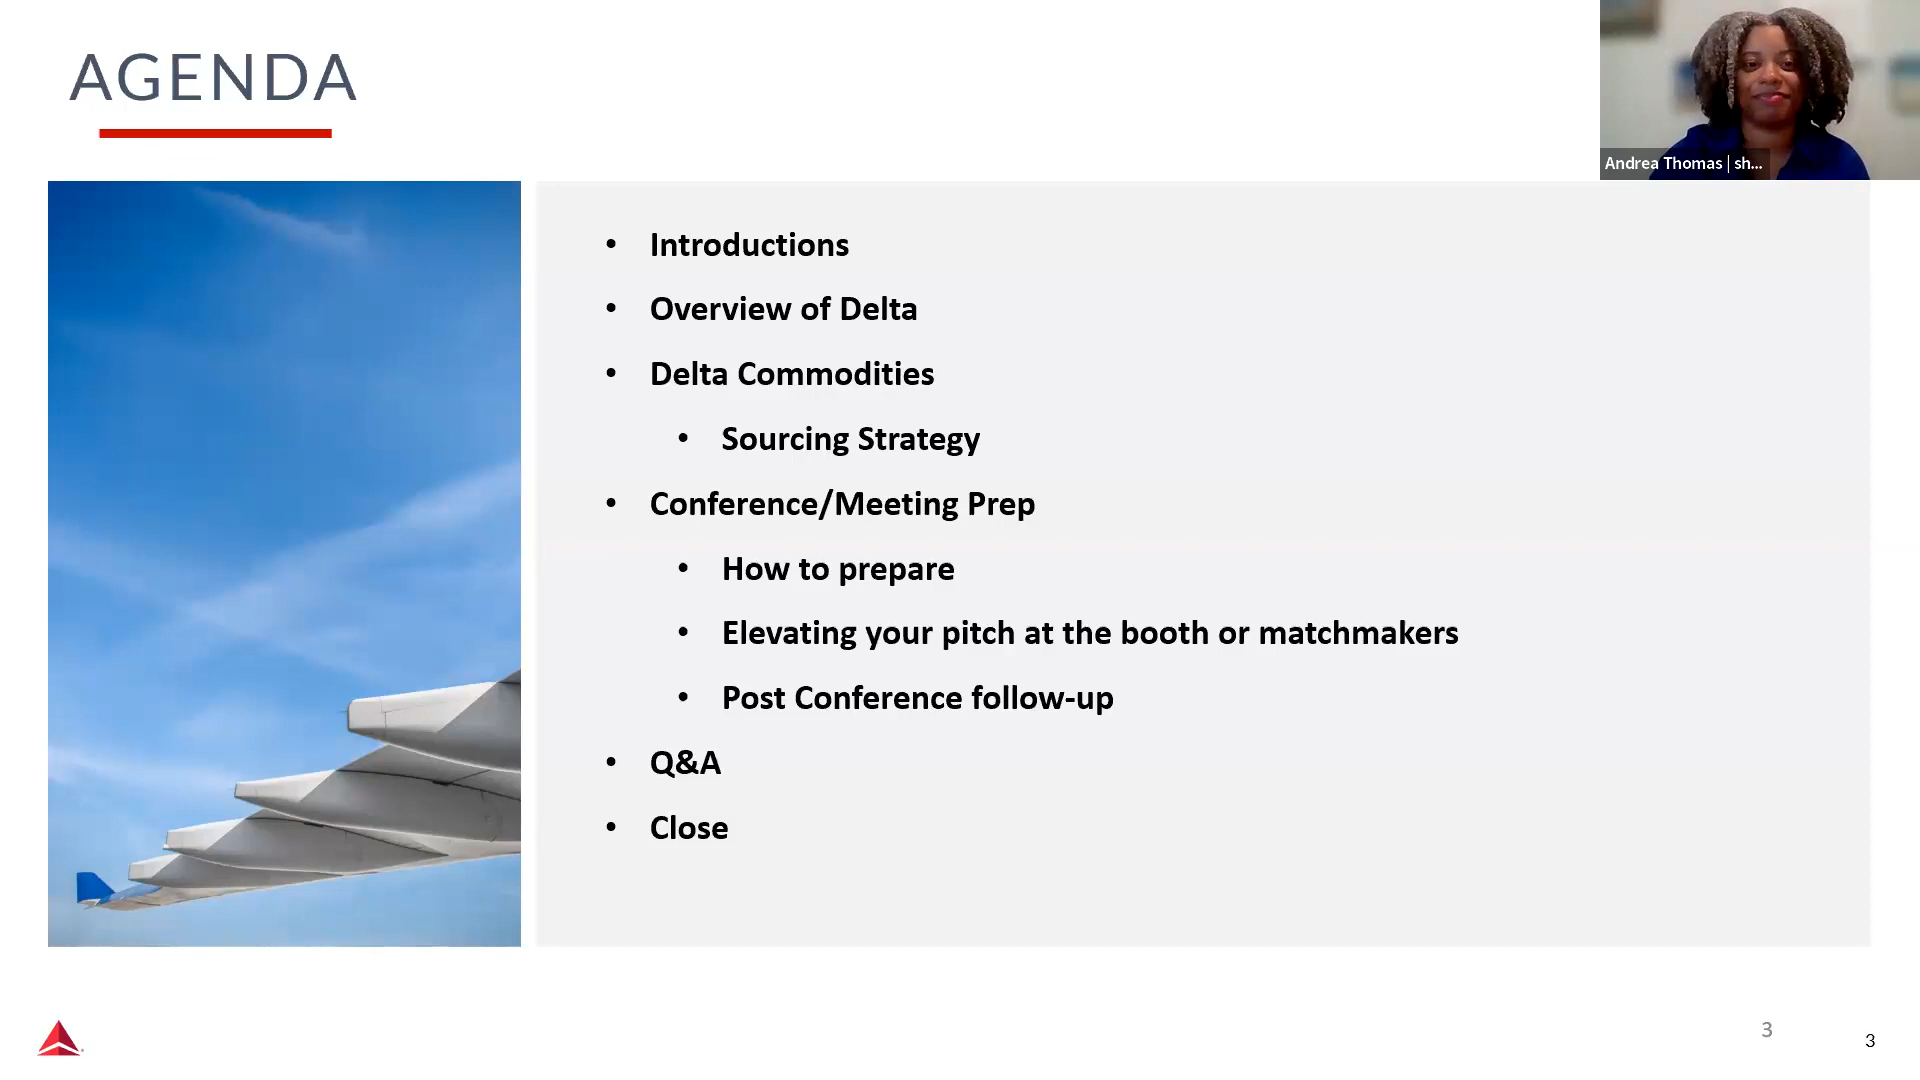 AGENDA
Andrea Thomas | sh...
• Introductions
• Overview of Delta
• Delta Commodities
• Sourcing Strategy
• Conference/Meeting Prep
• How to prepare
• Elevating your pitch at the booth or matchmakers
• Post Conference follow-up
• Q&A
• Close
3
3